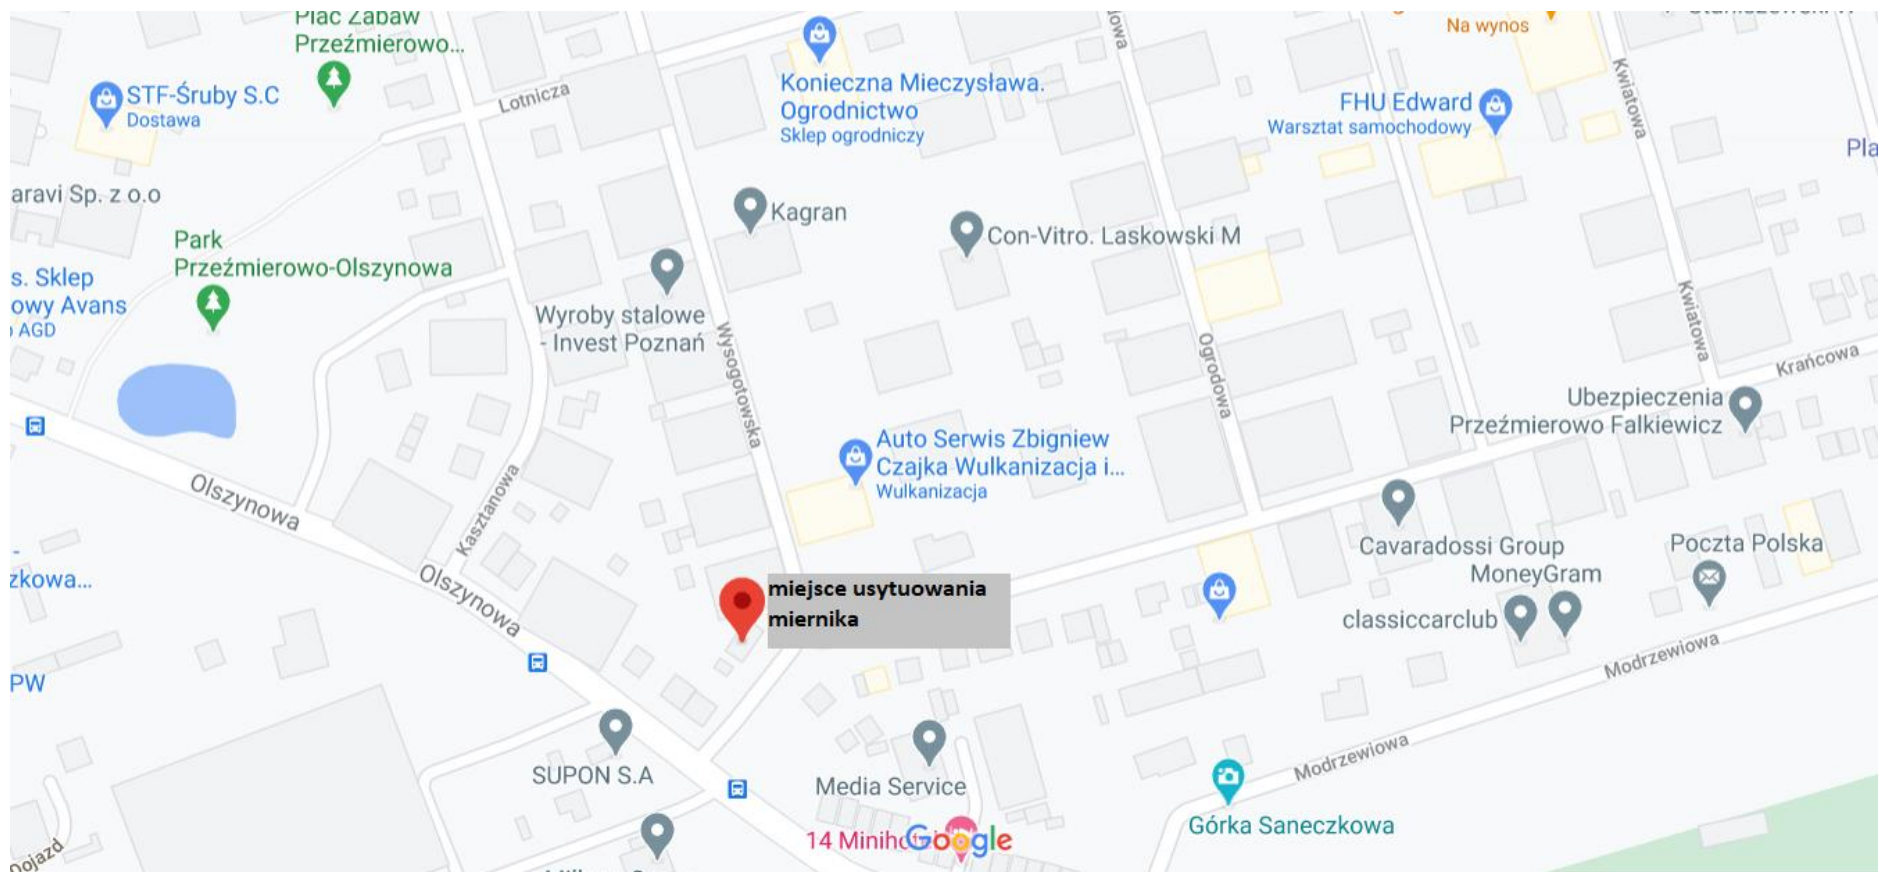 Plac Zabaw
Przeźmierowo...
STF-Śruby S.C
Dostawa
Lotnicza
Konieczna Mieczysława.
Ogrodnictwo
Sklep ogrodniczy
Na wynos
FHU Edward
Warsztat samochodowy
Kwiatowa
Pla
aravi Sp. z o.o
Kagran
Con-Vitro. Laskowski M
Park
Przeźmierowo-Olszynowa
s. Sklep
owy Avans
AGD
Wyroby stalowe
- Invest Poznań
Wysogotowska
Ogrodowa
Kwiatowa
Krańcowa
Ubezpieczenia
Przeźmierowo Falkiewicz
Auto Serwis Zbigniew
Czajka Wulkanizacja i...
Wulkanizacja
Olszynowa
Kasztanowa
Cavaradossi Group
MoneyGram
Poczta Polska
zkowa...
Olszynowa
miejsce usytuowania
miernika
classiccarclub
Modrzewiowa
PW
SUPON S.A
Media Service
Modrzewiowa
Górka Saneczkowa
14 Miniho
Google
Dojazd